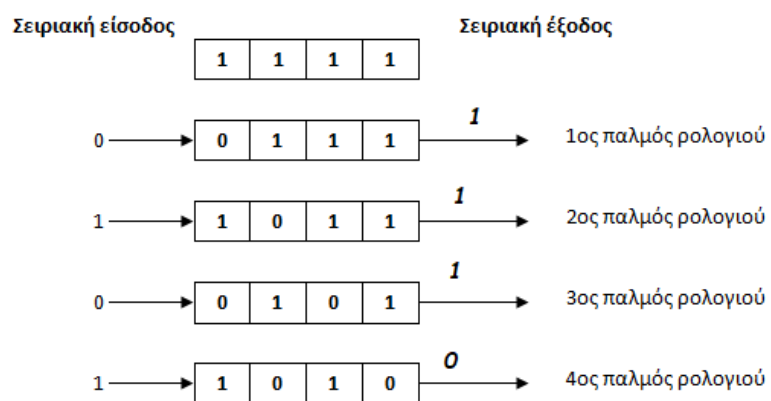 Σειριακή είσοδος Σειριακή έξοδος
1 1 1 1
0 0 1 1 1 1 1ος παλμός ρολογιού
1 1 0 1 1 1 2ος παλμός ρολογιού
0 0 1 0 1 1 3ος παλμός ρολογιού
1 1 0 1 0 0 4ος παλμός ρολογιού